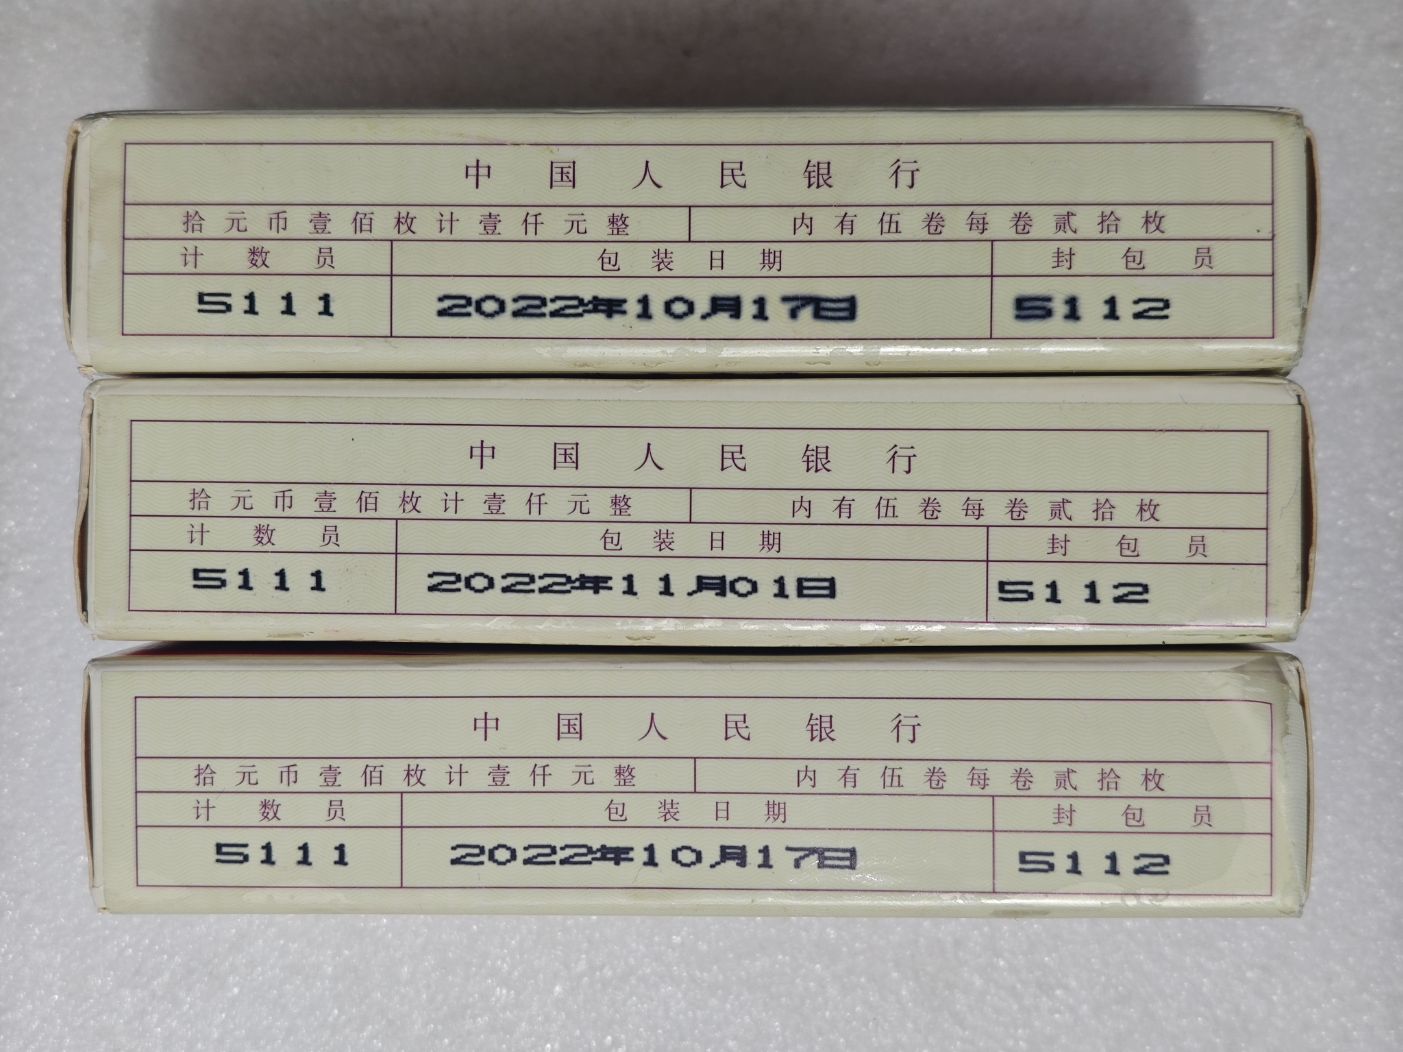 中国人民银行
拾元币壹佰枚计壹仟元整 内有伍卷每卷贰拾枚
计数员 包装日期 封包员
5111 2022年10月17日 5112
中国人民银行
拾元币壹佰枚计壹仟元整 内有伍卷每卷贰拾枚
计数员 包装日期 封包员
5111 2022年11月01日 5112
中国人民银行
拾元币壹佰枚计壹仟元整 内有伍卷每卷贰拾枚
计数员 包装日期 封包员
5111 2022年10月17日 5112